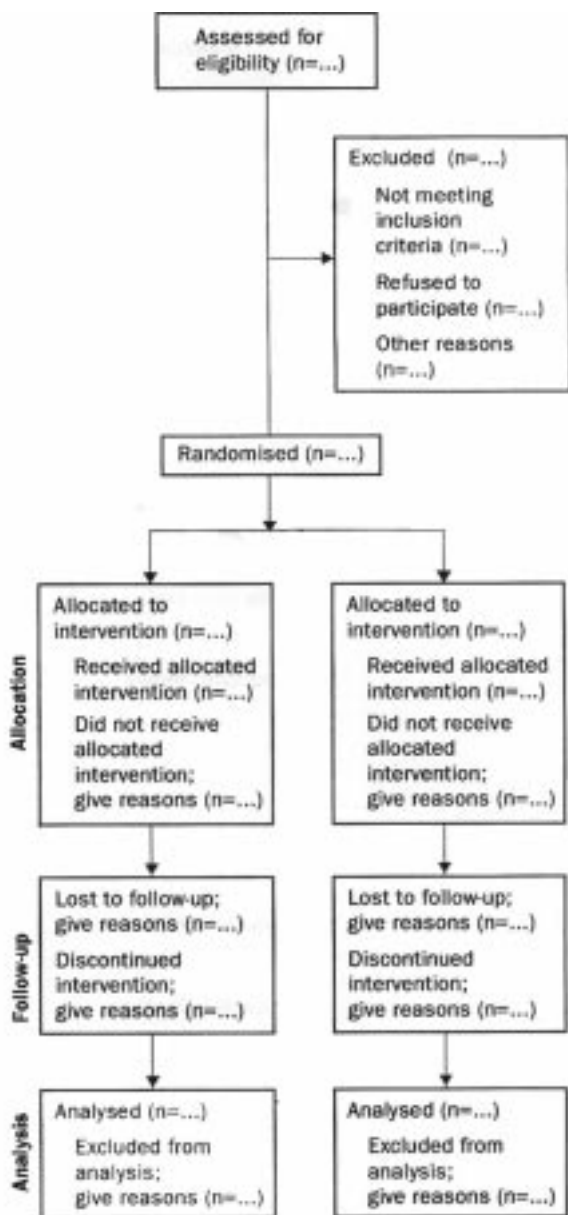 Assessed for
eligibility (n=...)
Excluded (n=...)
Not meeting
inclusion
criteria (n=...)
Refused to
participate (n=...)
Other reasons
(n=...)
Randomised (n=...)
Allocation
Allocated to
intervention (n=...)
Received allocated
intervention (n=...)
Did not receive
allocated
intervention;
give reasons (n=...)
Allocated to
intervention (n=...)
Received allocated
intervention (n=...)
Did not receive
allocated
intervention;
give reasons (n=...)
Follow-up
Lost to follow-up;
give reasons (n=...)
Discontinued
intervention;
give reasons (n=...)
Lost to follow-up;
give reasons (n=...)
Discontinued
intervention;
give reasons (n=...)
Analysis
Analysed (n=...)
Excluded from
analysis;
give reasons (n=...)
Analysed (n=...)
Excluded from
analysis;
give reasons (n=...)